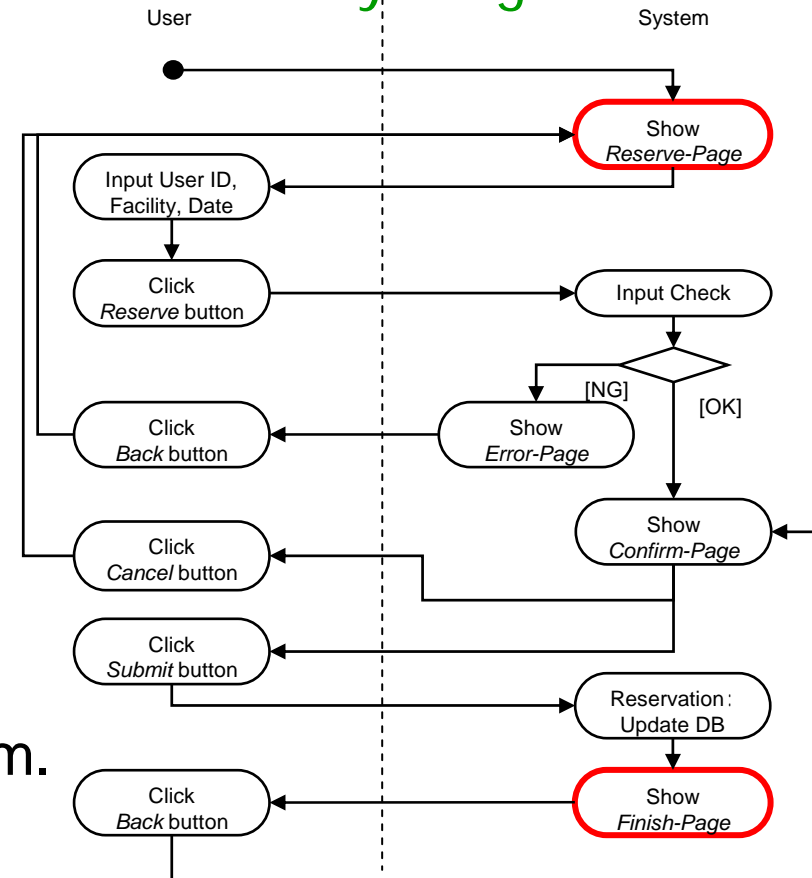 User
System
Show
Reserve-Page
Input User ID,
Facility, Date
Click
Reserve button
Input Check
[NG]
[OK]
Click
Back button
Show
Error-Page
Show
Confirm-Page
Click
Cancel button
Click
Submit button
Reservation:
Update DB
m.
Click
Back button
Show
Finish-Page